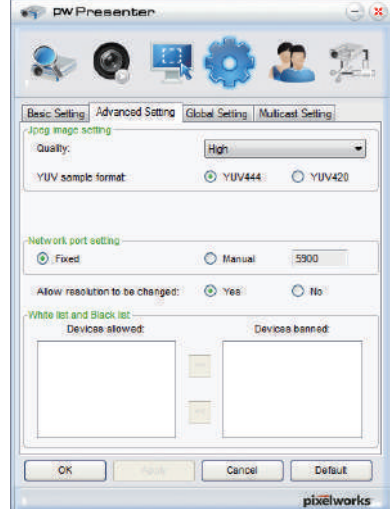 pwPresenter
Basic Setting Advanced Setting Global Setting Multicast Setting
Jpeg image setting
Quality: High
YUV sample format: YUV444 YUV420
Network port setting
Fixed Manual 5900
Allow resolution to be changed: Yes No
White list and Black list
Devices allowed: Devices banned:
OK Apply Cancel Default
pixelworks